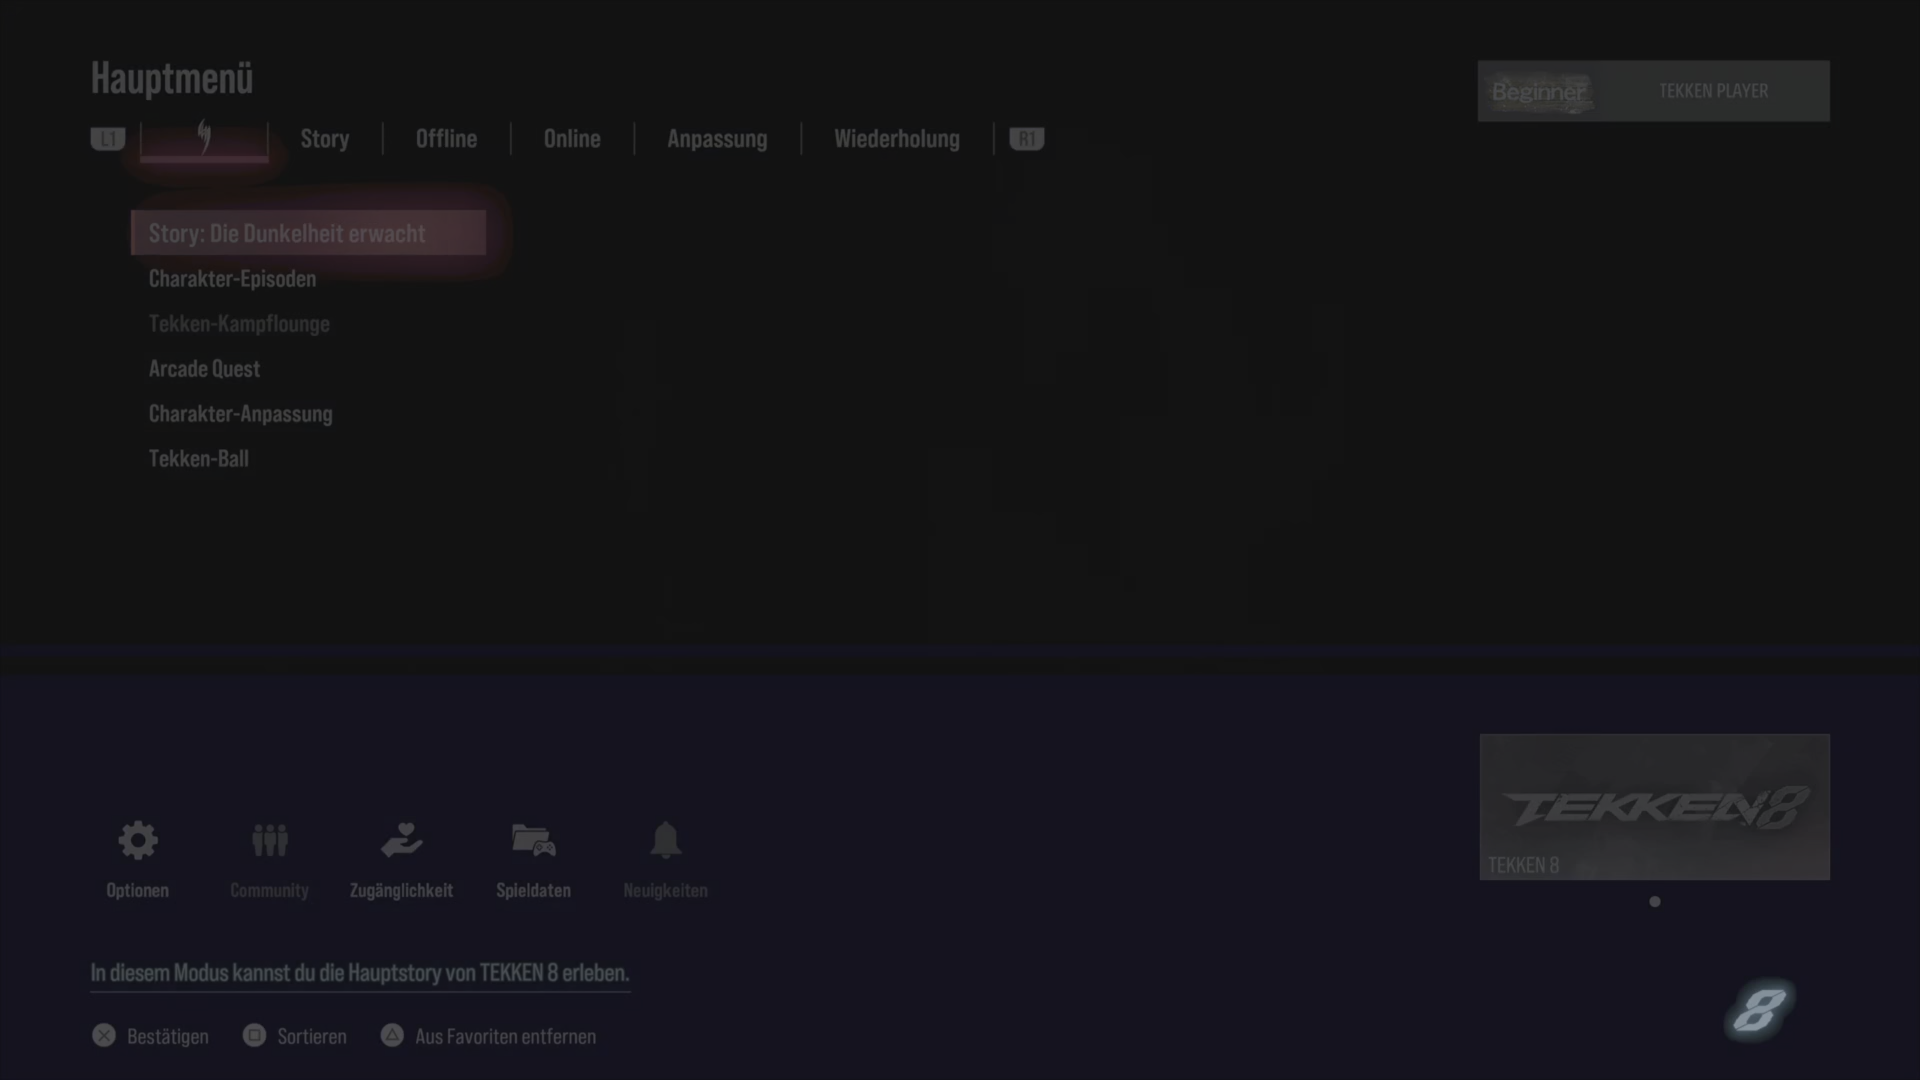 Hauptmenü
Beginner TEKKEN PLAYER
L1 Story Offline Online Anpassung Wiederholung R1
Story: Die Dunkelheit erwacht
Charakter-Episoden
Tekken-Kampflounge
Arcade Quest
Charakter-Anpassung
Tekken-Ball
TEKKEN 8
TEKKEN 8
Optionen Community Zugänglichkeit Spieldaten Neuigkeiten
In diesem Modus kannst du die Hauptstory von TEKKEN 8 erleben.
8
Bestätigen Sortieren Aus Favoriten entfernen